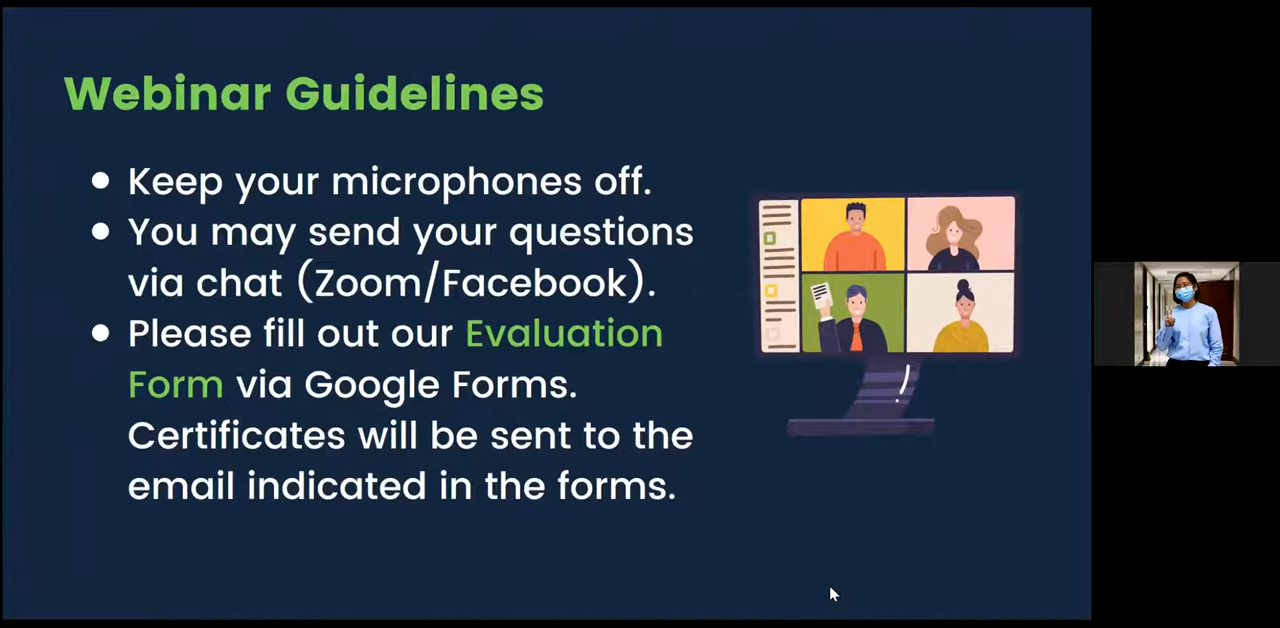 Webinar Guidelines
• Keep your microphones off.
• You may send your questions
via chat (Zoom/Facebook).
• Please fill out our Evaluation
Form via Google Forms.
Certificates will be sent to the
email indicated in the forms.